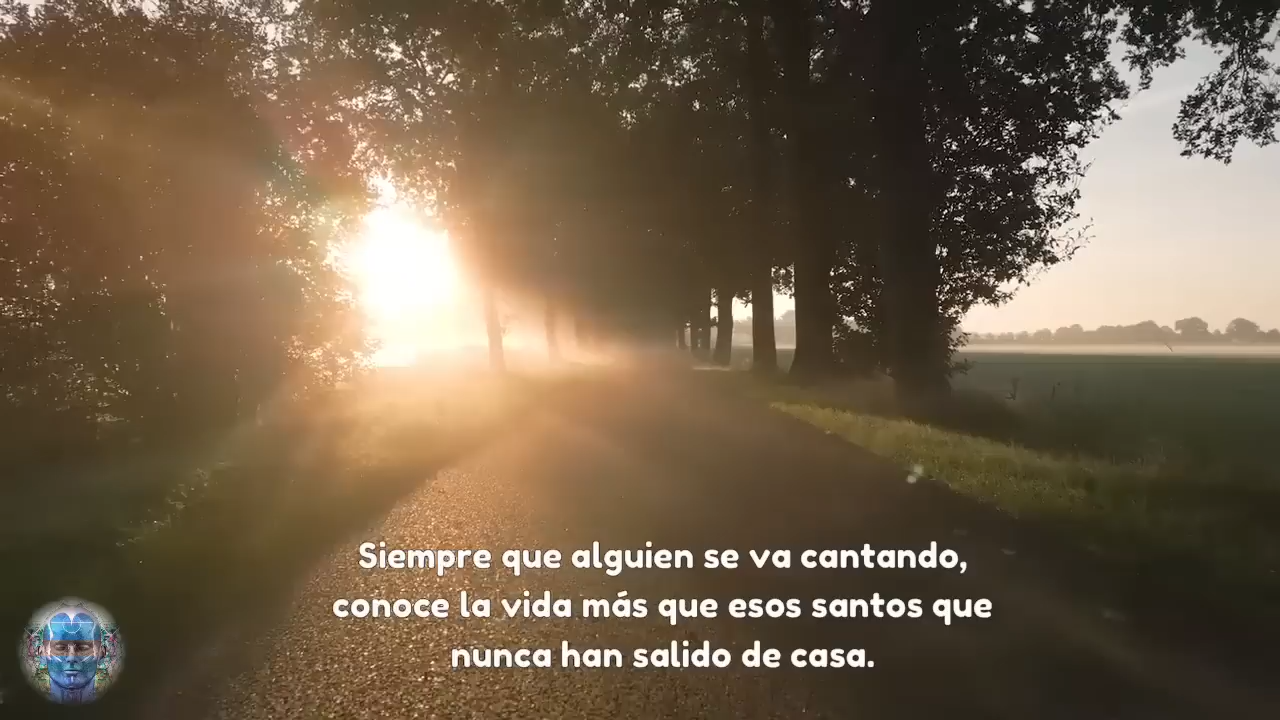 Siempre que alguien se va cantando,
conoce la vida más que esos santos que
nunca han salido de casa.